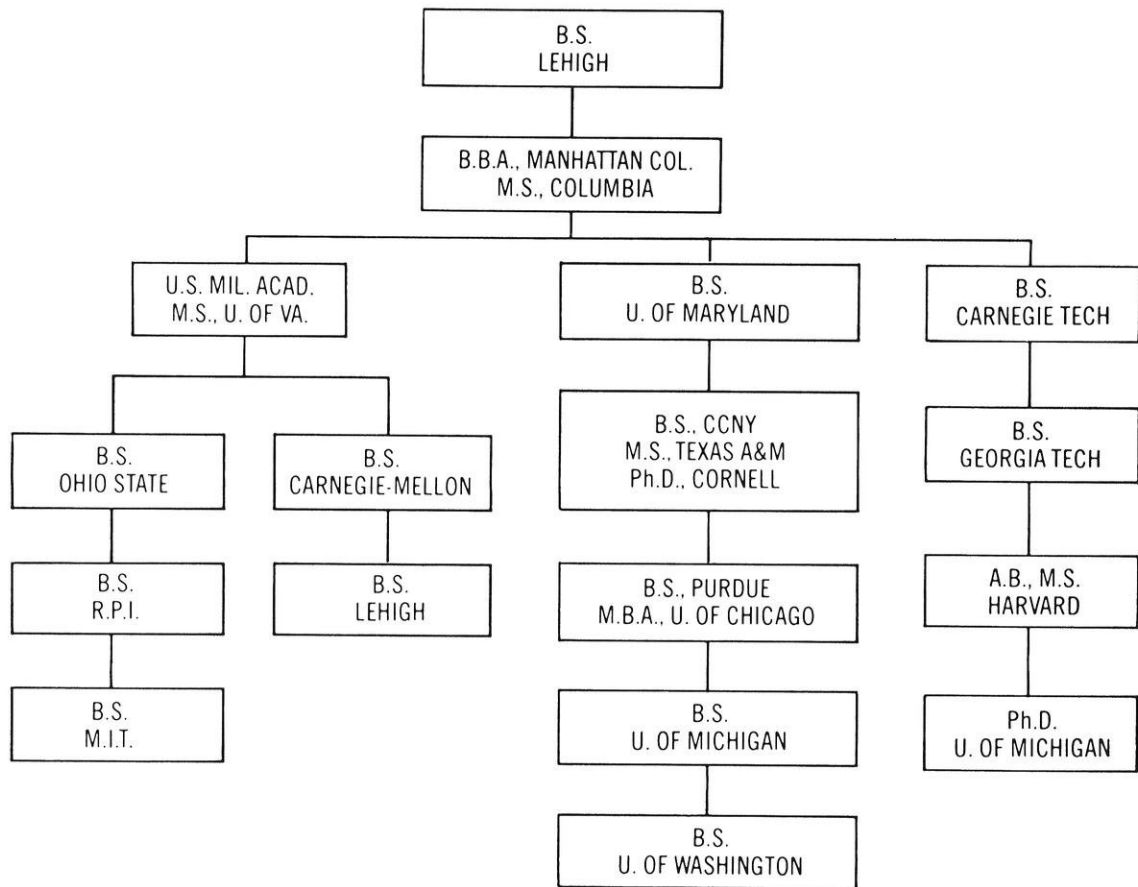 B.S.
LEHIGH
B.B.A., MANHATTAN COL.
M.S., COLUMBIA
U.S. MIL. ACAD.
M.S., U. OF VA.
B.S.
U. OF MARYLAND
B.S.
CARNEGIE TECH
B.S.
OHIO STATE
B.S.
CARNEGIE-MELLON
B.S., CCNY
M.S., TEXAS A&M
Ph.D., CORNELL
B.S.
GEORGIA TECH
B.S.
R.P.I.
B.S.
LEHIGH
B.S., PURDUE
M.B.A., U. OF CHICAGO
A.B., M.S.
HARVARD
B.S.
M.I.T.
B.S.
U. OF MICHIGAN
Ph.D.
U. OF MICHIGAN
B.S.
U. OF WASHINGTON